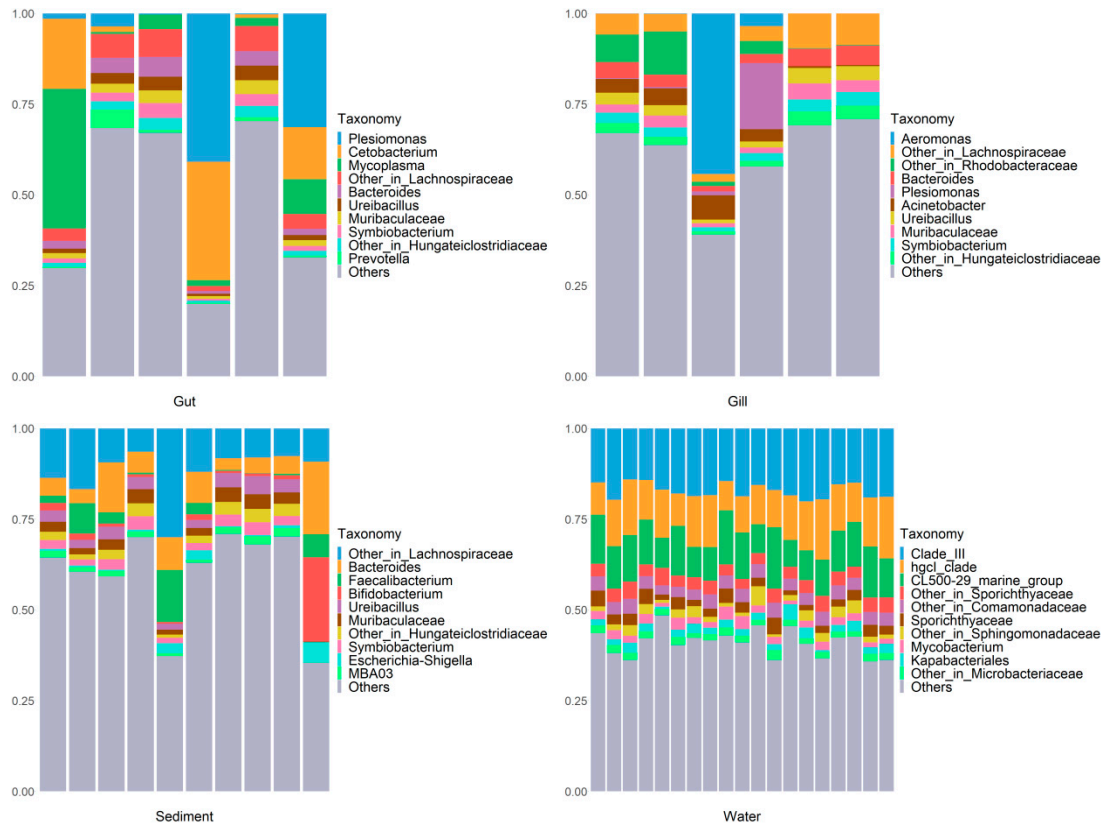 1.00
0.75
0.50
0.25
0.00
Taxonomy
Plesiomonas
Cetobacterium
Mycoplasma
Other_in_Lachnospiraceae
Bacteroides
Ureibacillus
Muribaculaceae
Symbiobacterium
Other_in_Hungateiclostridiaceae
Prevotella
Others
Gut
1.00
0.75
0.50
0.25
0.00
Taxonomy
Aeromonas
Other_in_Lachnospiraceae
Other_in_Rhodobacteraceae
Bacteroides
Plesiomonas
Acinetobacter
Ureibacillus
Muribaculaceae
Symbiobacterium
Other_in_Hungateiclostridiaceae
Others
Gill
1.00
0.75
0.50
0.25
0.00
Taxonomy
Other_in_Lachnospiraceae
Bacteroides
Faecalibacterium
Bifidobacterium
Ureibacillus
Muribaculaceae
Other_in_Hungateiclostridiaceae
Symbiobacterium
Escherichia-Shigella
MBA03
Others
Sediment
1.00
0.75
0.50
0.25
0.00
Taxonomy
Clade_III
hgcI_clade
CL500-29_marine_group
Other_in_Sporichthyaceae
Other_in_Comamonadaceae
Sporichthyaceae
Other_in_Sphingomonadaceae
Mycobacterium
Kapabacteriales
Other_in_Microbacteriaceae
Others
Water